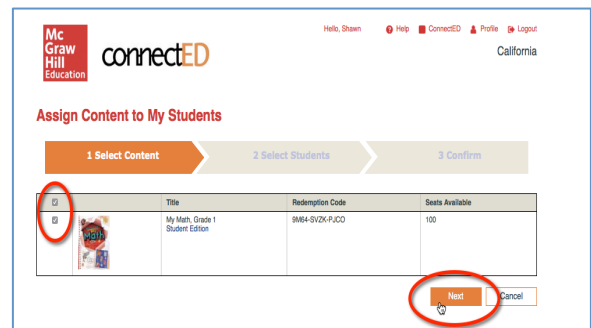 Mc
Graw
Hill
Education
connectED
Hello, Shawn Help ConnectED Profile Logout
California
Assign Content to My Students
1 Select Content 2 Select Students 3 Confirm
Title Redemption Code Seats Available
My Math, Grade 1 9M64-SVZK-PJCO 100
Student Edition
Math
Next Cancel